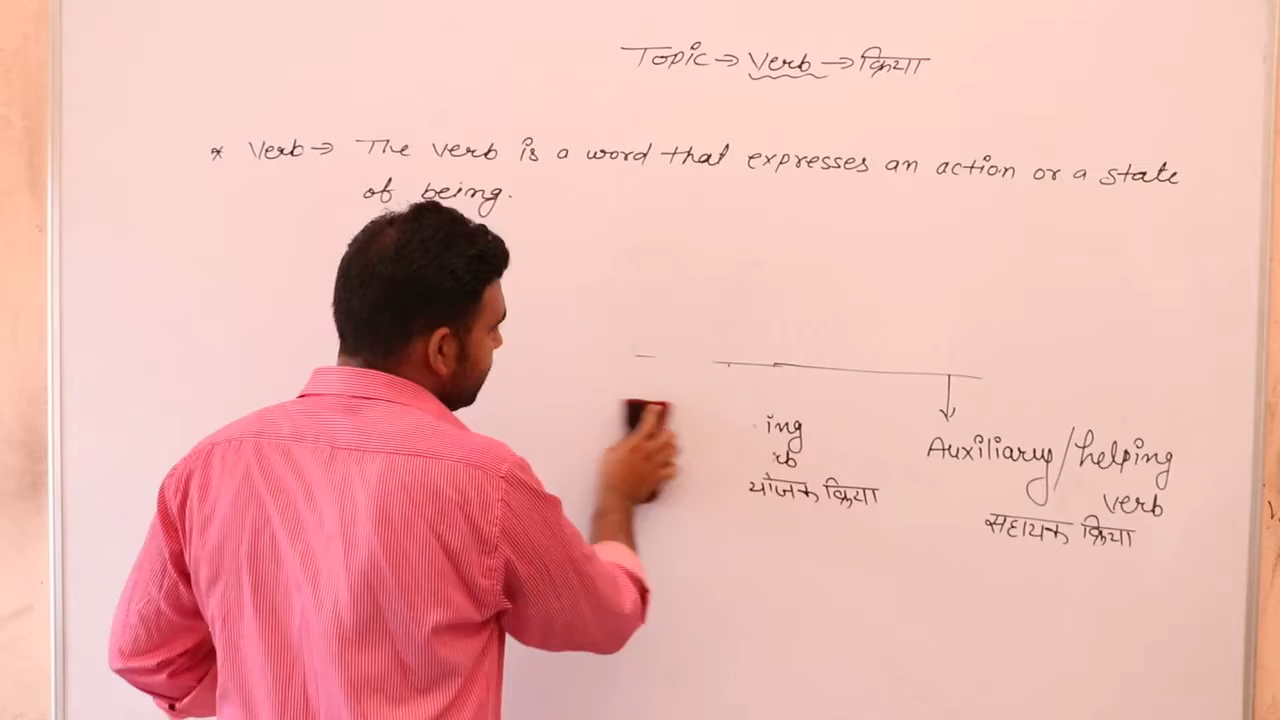 Topic → Verb → क्रिया
* Verb → The verb is a word that expresses an action or a state
of being.
ing
rb
योजक क्रिया
Auxiliary/helping
verb
सहायक क्रिया